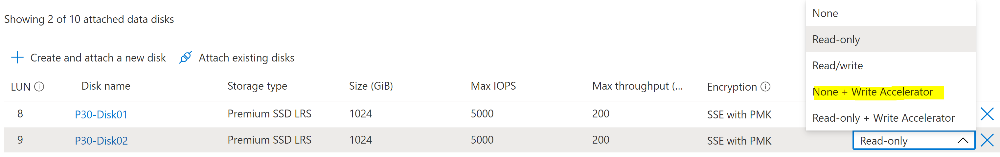 Showing 2 of 10 attached data disks
Create and attach a new disk Attach existing disks
LUN Disk name Storage type Size (GiB) Max IOPS Max throughput (... Encryption
8 P30-Disk01 Premium SSD LRS 1024 5000 200 SSE with PMK
9 P30-Disk02 Premium SSD LRS 1024 5000 200 SSE with PMK Read-only
None
Read-only
Read/write
None + Write Accelerator
Read-only + Write Accelerator